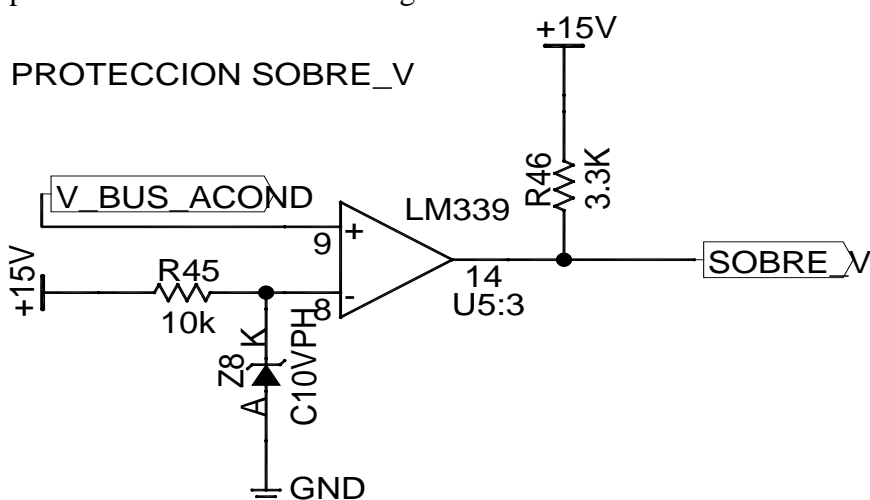 +15V
PROTECCION SOBRE_V
V_BUS_ACOND
R46
3.3K
LM339
9
+
+15V
R45
10k
8
-
14
U5:3
SOBRE_V
Z8
K
A
C10VPH
GND